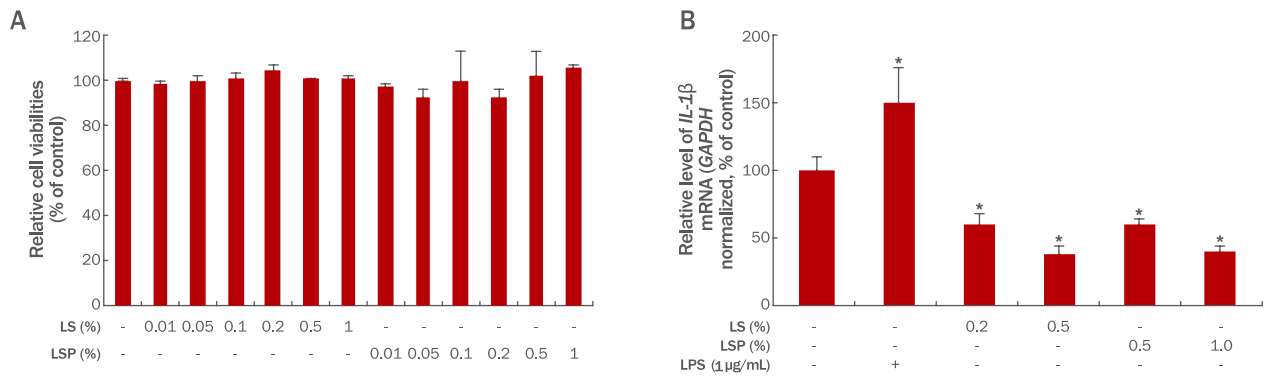 A
Relative cell viabilities
(% of control)
120
100
80
60
40
120
0
LS (%) - 0.01 0.05 0.1 0.2 0.5 1 - - - - - -
LSP (%) - - - - - - - 0.01 0.05 0.1 0.2 0.5 1
B
Relative level of IL-1β
mRNA (GAPDH
normalized, % of control)
200
150
100
50
0
* * * * *
LS (%) - - 0.2 0.5 - -
LSP (%) - - - - 0.5 1.0
LPS (1µg/mL) - + - - - -